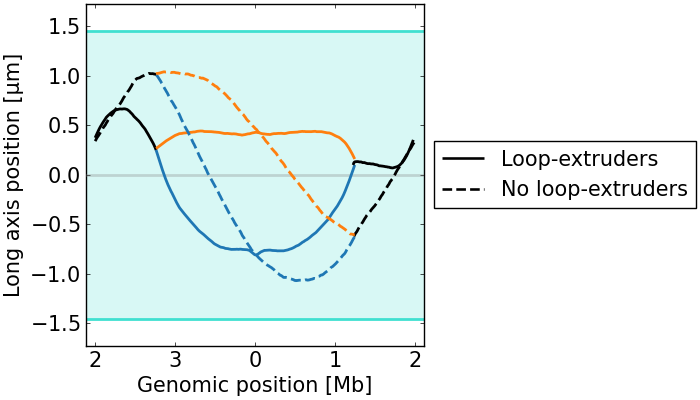 1.5
1.0
0.5
0.0
−0.5
−1.0
−1.5
Long axis position [μm]
2 3 0 1 2
Genomic position [Mb]
Loop-extruders
No loop-extruders